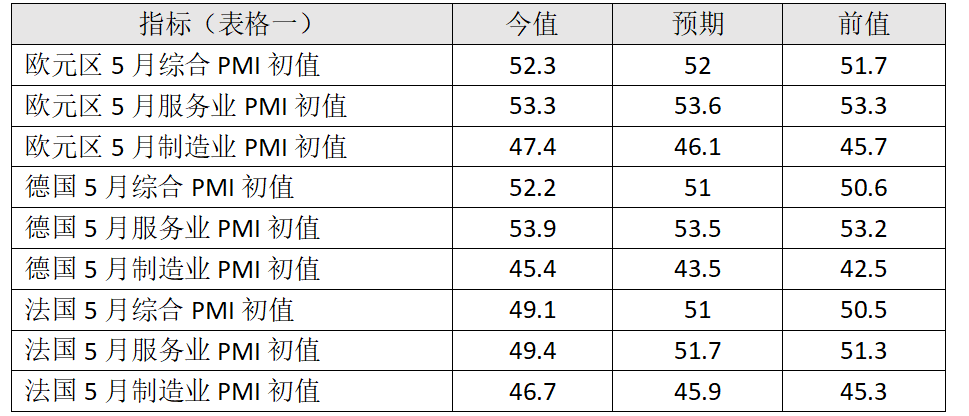 指标（表格一） 今值 预期 前值
欧元区 5 月综合 PMI 初值 52.3 52 51.7
欧元区 5 月服务业 PMI 初值 53.3 53.6 53.3
欧元区 5 月制造业 PMI 初值 47.4 46.1 45.7
德国 5 月综合 PMI 初值 52.2 51 50.6
德国 5 月服务业 PMI 初值 53.9 53.5 53.2
德国 5 月制造业 PMI 初值 45.4 43.5 42.5
法国 5 月综合 PMI 初值 49.1 51 50.5
法国 5 月服务业 PMI 初值 49.4 51.7 51.3
法国 5 月制造业 PMI 初值 46.7 45.9 45.3